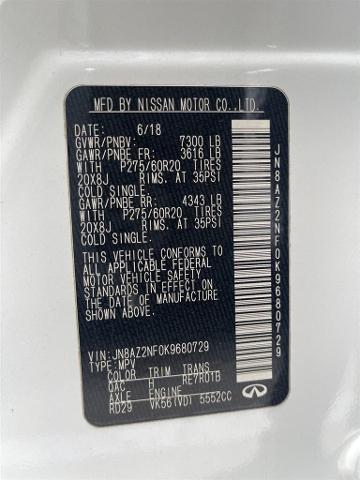 MFD BY NISSAN MOTOR CO.,LTD.
DATE: 6/18
GVWR/PNBV: 7300 LB
GAWR/PNBE FR: 3616 LB
WITH P275/60R20 TIRES
20X8J RIMS. AT 35PSI
COLD SINGLE.
GAWR/PNBE RR: 4343 LB
WITH P275/60R20 TIRES
20X8J RIMS. AT 35PSI
COLD SINGLE.
THIS VEHICLE CONFORMS TO
ALL APPLICABLE FEDERAL
MOTOR VEHICLE SAFETY
STANDARDS IN EFFECT ON
THE DATE OF MANUFACTURE
SHOWN ABOVE.
VIN:JN8AZ2NF0K9680729
TYPE:MPV
COLOR TRIM TRANS
QAC H RE7R01B
AXLE ENGINE
RD29 VK56(VD) 5552CC
INFINITI
JN8AZ2NF0K9680729